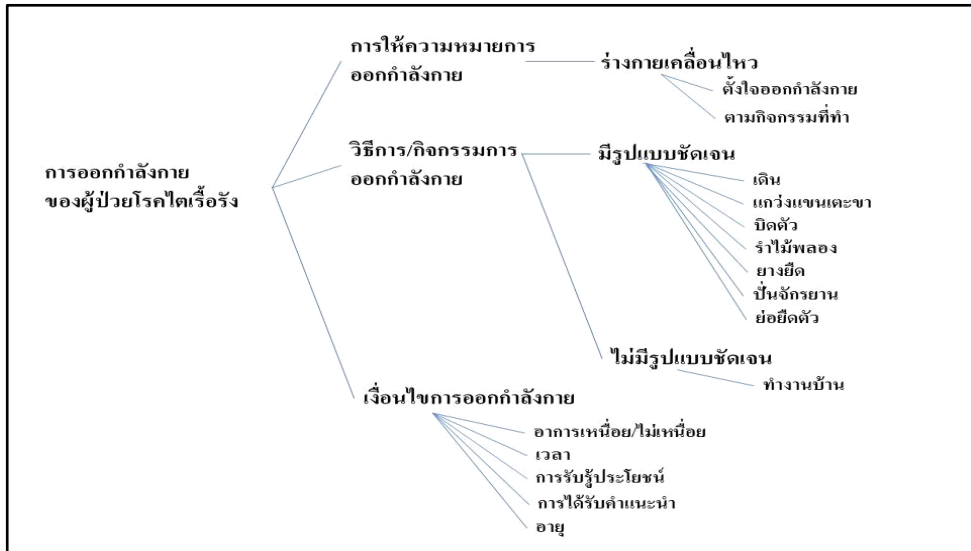 การให้ความหมายการ
ออกกำลังกาย
ร่างกายเคลื่อนไหว
ตั้งใจออกกำลังกาย
ตามกิจกรรมที่ทำ
การออกกำลังกาย
ของผู้ป่วยโรคไตเรื้อรัง
วิธีการ/กิจกรรมการ
ออกกำลังกาย
มีรูปแบบชัดเจน
เดิน
แกว่งแขนเตะขา
บิดตัว
รำไม้พลอง
ยางยืด
ปั่นจักรยาน
ย่อยืดตัว
ไม่มีรูปแบบชัดเจน
ทำงานบ้าน
เงื่อนไขการออกกำลังกาย
อาการเหนื่อย/ไม่เหนื่อย
เวลา
การรับรู้ประโยชน์
การได้รับคำแนะนำ
อายุ